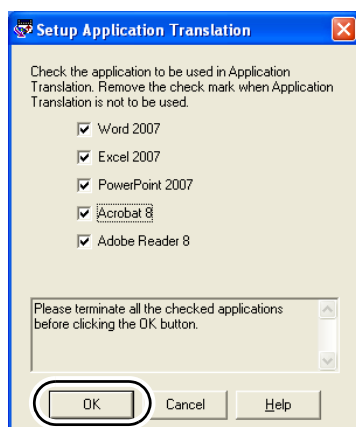 Setup Application Translation
Check the application to be used in Application
Translation. Remove the check mark when Application
Translation is not to be used.
Word 2007
Excel 2007
PowerPoint 2007
Acrobat 8
Adobe Reader 8
Please terminate all the checked applications
before clicking the OK button.
OK Cancel Help